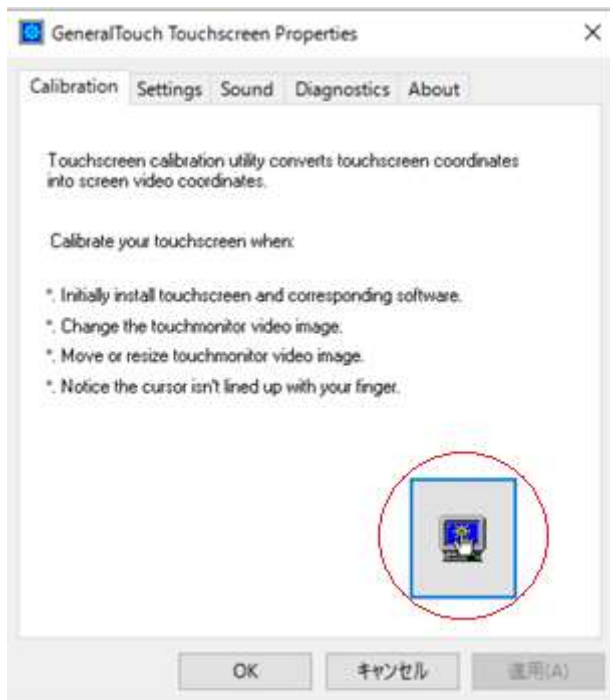 GeneralTouch Touchscreen Properties
Calibration Settings Sound Diagnostics About
Touchscreen calibration utility converts touchscreen coordinates
into screen video coordinates.
Calibrate your touchscreen when:
*. Initially install touchscreen and corresponding software.
*. Change the touchmonitor video image.
*. Move or resize touchmonitor video image.
*. Notice the cursor isn't lined up with your finger.
OK キャンセル 適用(A)